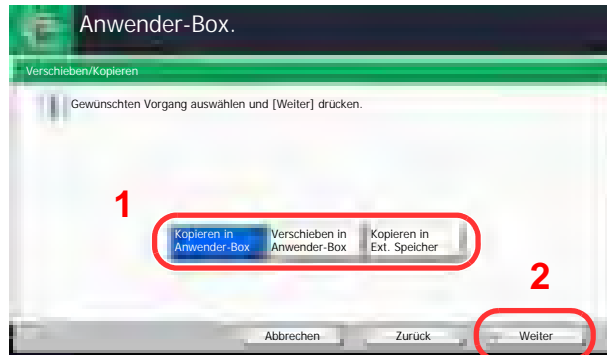 Anwender-Box.
Verschieben/Kopieren
Gewünschten Vorgang auswählen und [Weiter] drücken.
1
Kopieren in Anwender-Box
Verschieben in Anwender-Box
Kopieren in Ext. Speicher
2
Abbrechen
Zurück
Weiter